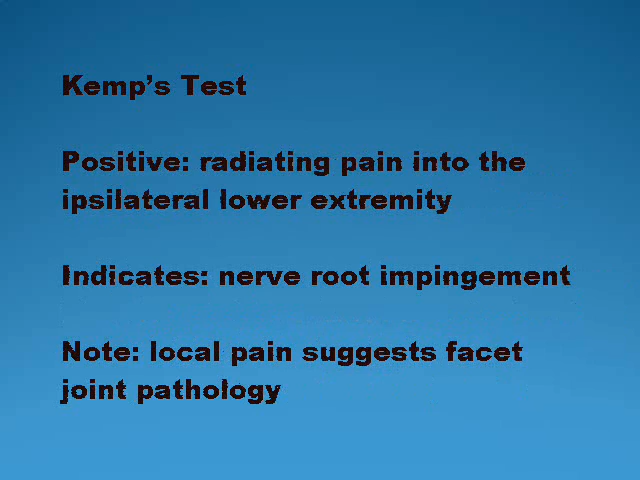 Kemp's Test
Positive: radiating pain into the
ipsilateral lower extremity
Indicates: nerve root impingement
Note: local pain suggests facet
joint pathology